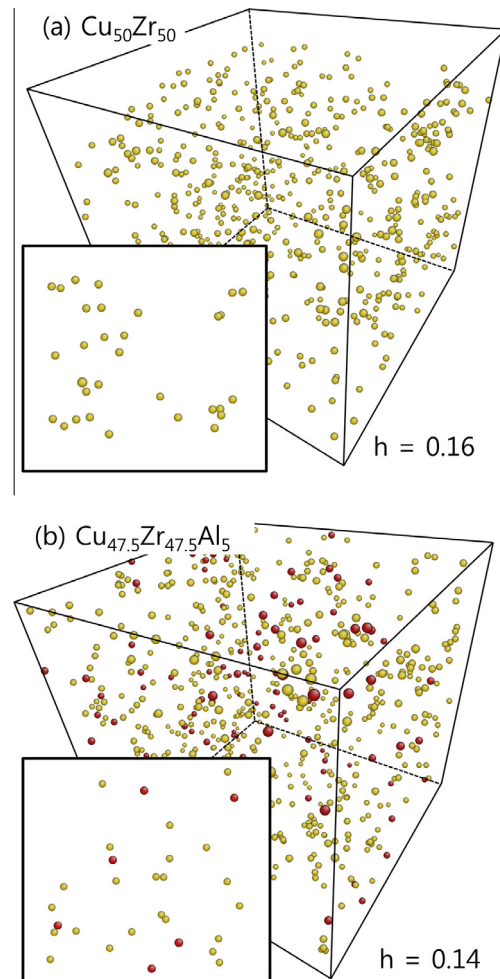 (a) Cu₅₀Zr₅₀
h = 0.16
(b) Cu₄₇.₅Zr₄₇.₅Al₅
h = 0.14